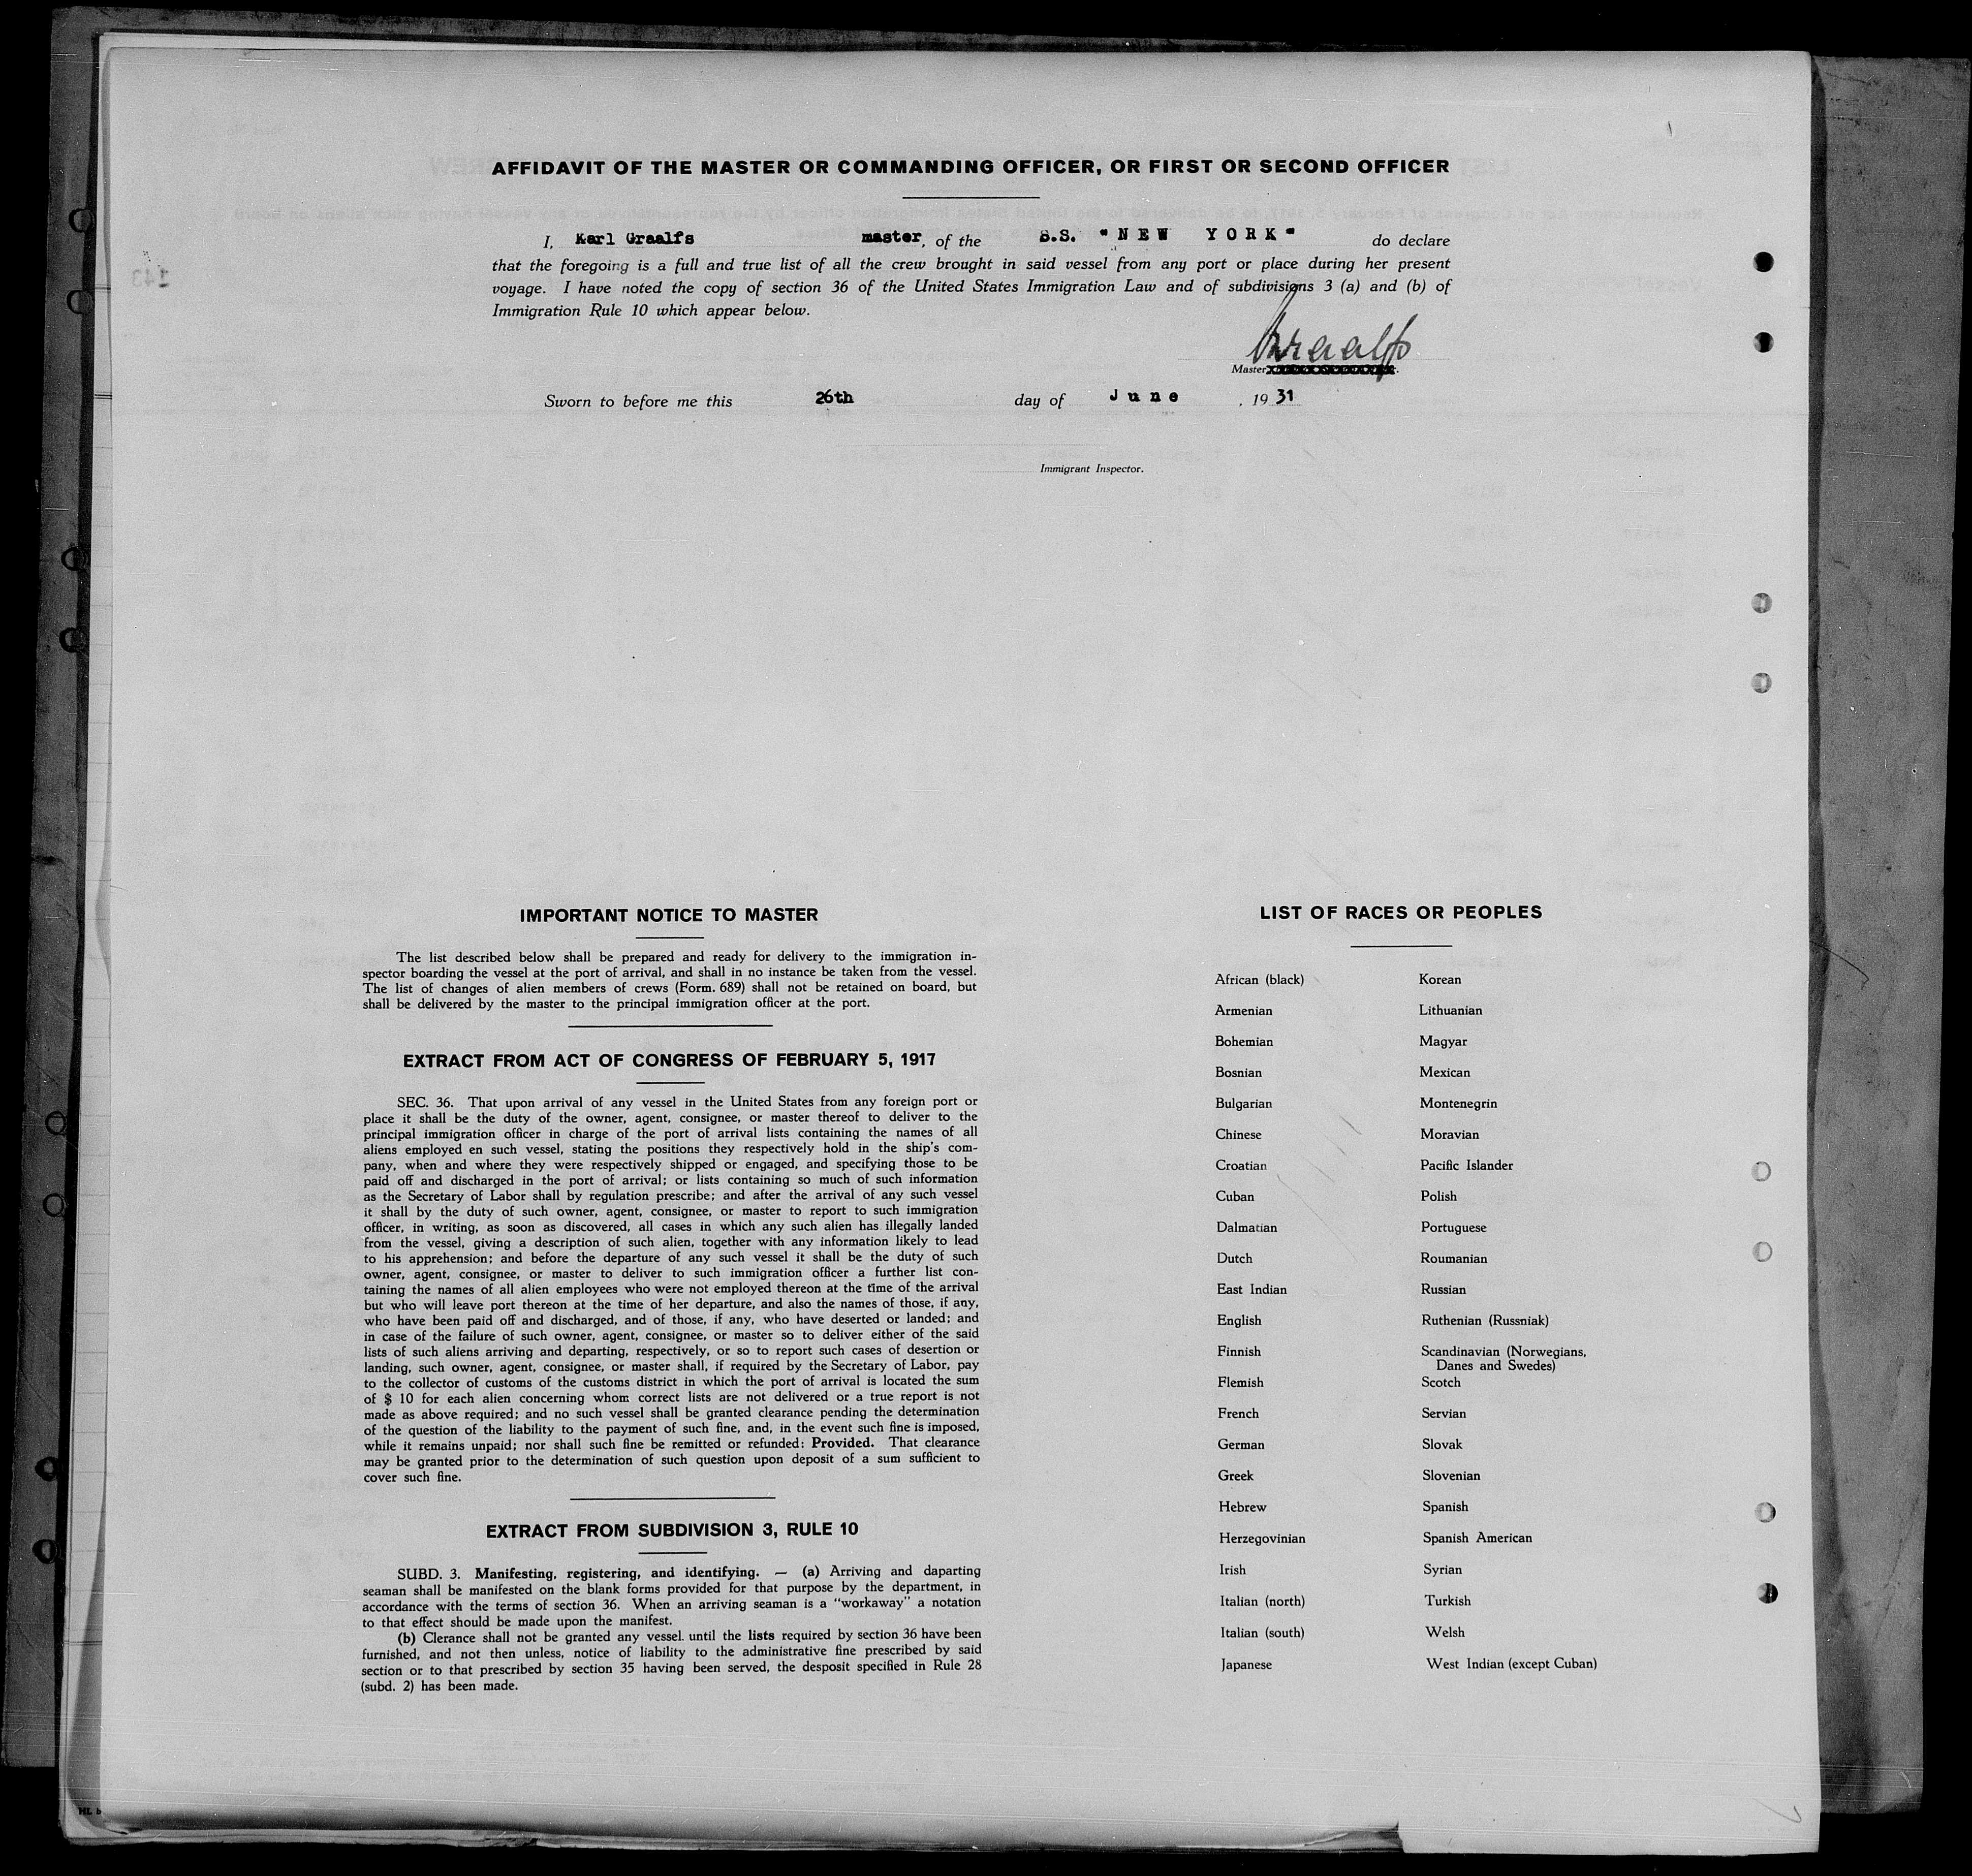 AFFIDAVIT OF THE MASTER OR COMMANDING OFFICER, OR FIRST OR SECOND OFFICER
I, Karl Graalfs master, of the S.S. "NEW YORK" do declare
that the foregoing is a full and true list of all the crew brought in said vessel from any port or place during her present
voyage. I have noted the copy of section 36 of the United States Immigration Law and of subdivisions 3 (a) and (b) of
Immigration Rule 10 which appear below.
Graalfs
Master
Sworn to before me this 26th day of June, 1931
Immigrant Inspector.
IMPORTANT NOTICE TO MASTER
The list described below shall be prepared and ready for delivery to the immigration in-
spector boarding the vessel at the port of arrival, and shall in no instance be taken from the vessel.
The list of changes of alien members of crews (Form. 689) shall not be retained on board, but
shall be delivered by the master to the principal immigration officer at the port.
EXTRACT FROM ACT OF CONGRESS OF FEBRUARY 5, 1917
SEC. 36. That upon arrival of any vessel in the United States from any foreign port or
place it shall be the duty of the owner, agent, consignee, or master thereof to deliver to the
principal immigration officer in charge of the port of arrival lists containing the names of all
aliens employed en such vessel, stating the positions they respectively hold in the ship's com-
pany, when and where they were respectively shipped or engaged, and specifying those to be
paid off and discharged in the port of arrival; or lists containing so much of such information
as the Secretary of Labor shall by regulation prescribe; and after the arrival of any such vessel
it shall by the duty of such owner, agent, consignee, or master to report to such immigration
officer, in writing, as soon as discovered, all cases in which any such alien has illegally landed
from the vessel, giving a description of such alien, together with any information likely to lead
to his apprehension; and before the departure of any such vessel it shall be the duty of such
owner, agent, consignee, or master to deliver to such immigration officer a further list con-
taining the names of all alien employees who were not employed thereon at the time of the arrival
but who will leave port thereon at the time of her departure, and also the names of those, if any,
who have been paid off and discharged, and of those, if any, who have deserted or landed; and
in case of the failure of such owner, agent, consignee, or master so to deliver either of the said
lists of such aliens arriving and departing, respectively, or so to report such cases of desertion or
landing, such owner, agent, consignee, or master shall, if required by the Secretary of Labor, pay
to the collector of customs of the customs district in which the port of arrival is located the sum
of $ 10 for each alien concerning whom correct lists are not delivered or a true report is not
made as above required; and no such vessel shall be granted clearance pending the determination
of the question of the liability to the payment of such fine, and, in the event such fine is imposed,
while it remains unpaid; nor shall such fine be remitted or refunded: Provided. That clearance
may be granted prior to the determination of such question upon deposit of a sum sufficient to
cover such fine.
EXTRACT FROM SUBDIVISION 3, RULE 10
SUBD. 3. Manifesting, registering, and identifying. — (a) Arriving and daparting
seaman shall be manifested on the blank forms provided for that purpose by the department, in
accordance with the terms of section 36. When an arriving seaman is a "workaway" a notation
to that effect should be made upon the manifest.
(b) Clerance shall not be granted any vessel. until the lists required by section 36 have been
furnished, and not then unless, notice of liability to the administrative fine prescribed by said
section or to that prescribed by section 35 having been served, the desposit specified in Rule 28
(subd. 2) has been made.
LIST OF RACES OR PEOPLES
African (black) Korean
Armenian Lithuanian
Bohemian Magyar
Bosnian Mexican
Bulgarian Montenegrin
Chinese Moravian
Croatian Pacific Islander
Cuban Polish
Dalmatian Portuguese
Dutch Roumanian
East Indian Russian
English Ruthenian (Russniak)
Finnish Scandinavian (Norwegians,
Danes and Swedes)
Flemish Scotch
French Servian
German Slovak
Greek Slovenian
Hebrew Spanish
Herzegovinian Spanish American
Irish Syrian
Italian (north) Turkish
Italian (south) Welsh
Japanese West Indian (except Cuban)